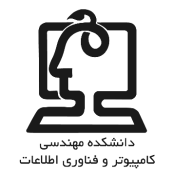 دانشکده مهندسی
کامپیوتر و فناوری اطلاعات